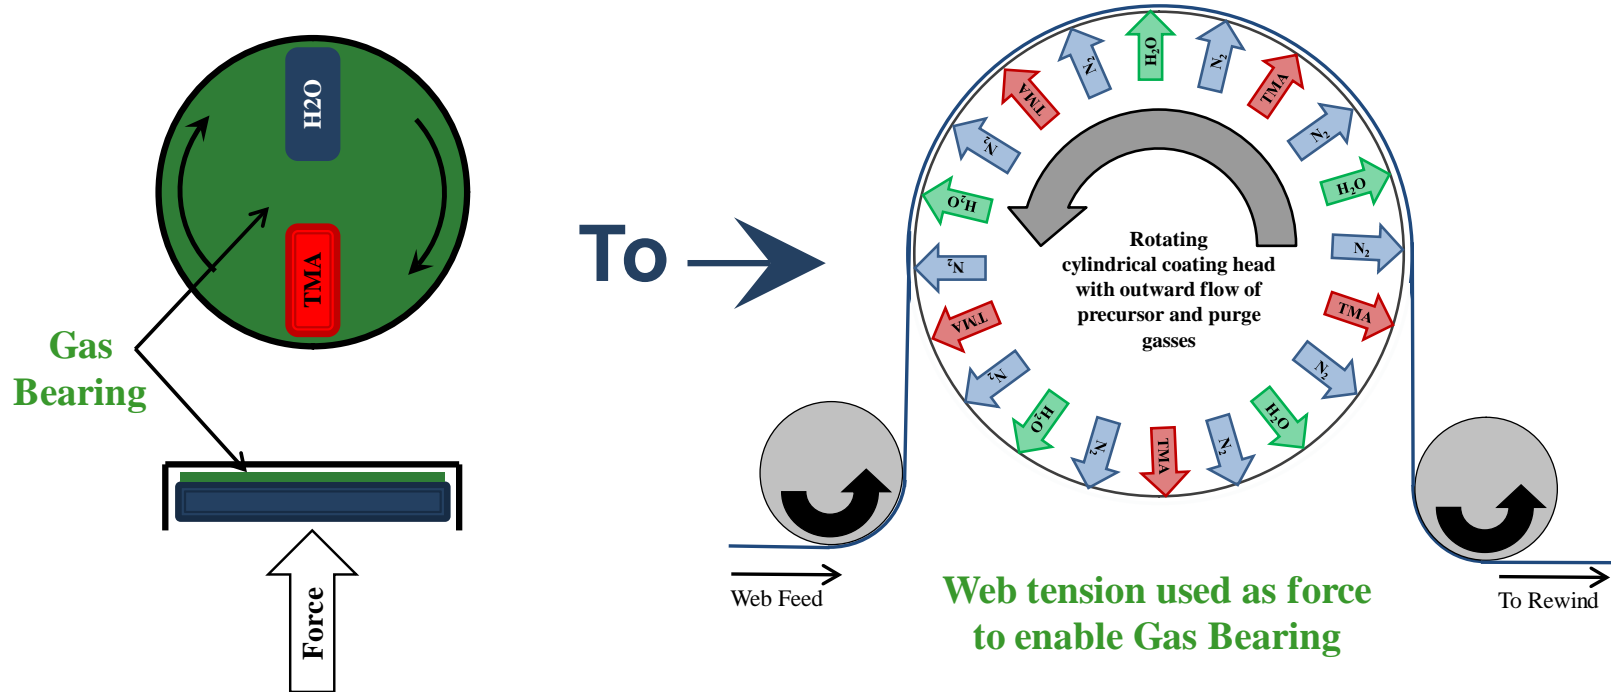 H2O
TMA
Gas
Bearing
Force
To
H₂O
N₂
TMA
N₂
H₂O
N₂
TMA
N₂
H₂O
N₂
TMA
N₂
H₂O
N₂
TMA
N₂
H₂O
N₂
TMA
N₂
Rotating
cylindrical coating head
with outward flow of
precursor and purge
gasses
Web Feed
To Rewind
Web tension used as force
to enable Gas Bearing